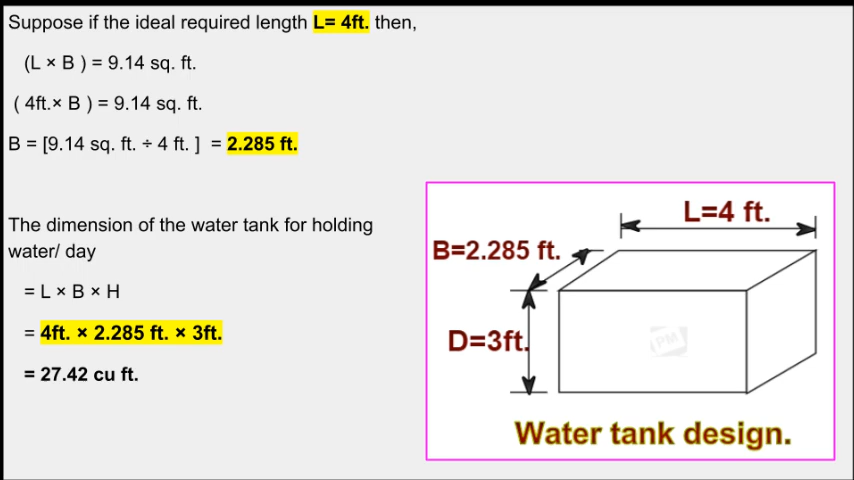 Suppose if the ideal required length L= 4ft. then,
(L × B ) = 9.14 sq. ft.
( 4ft.× B ) = 9.14 sq. ft.
B = [9.14 sq. ft. ÷ 4 ft. ] = 2.285 ft.
The dimension of the water tank for holding
water/ day
= L × B × H
= 4ft. × 2.285 ft. × 3ft.
= 27.42 cu ft.
L=4 ft.
B=2.285 ft.
D=3ft.
PM
Water tank design.